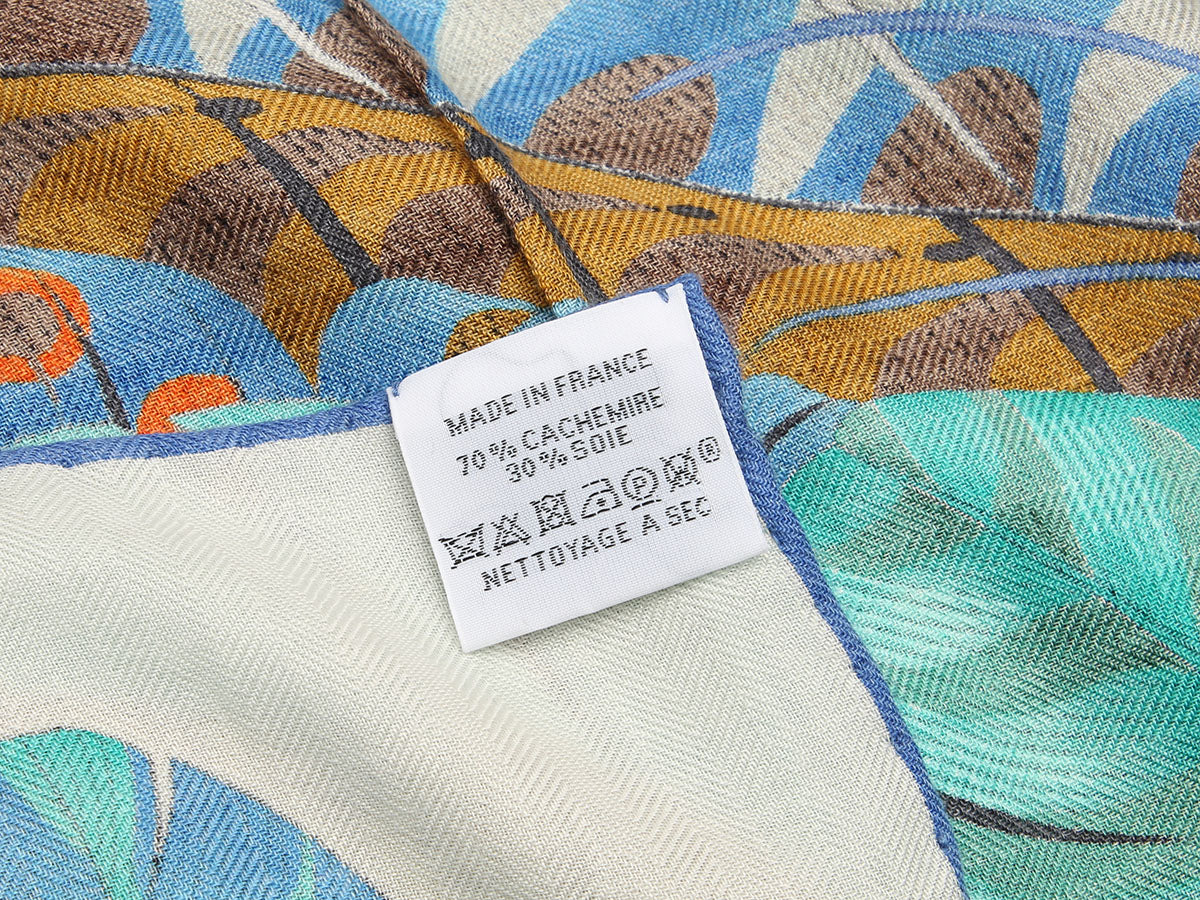 MADE IN FRANCE
70% CACHEMIRE
30% SOIE
P ®
NETTOYAGE A SEC